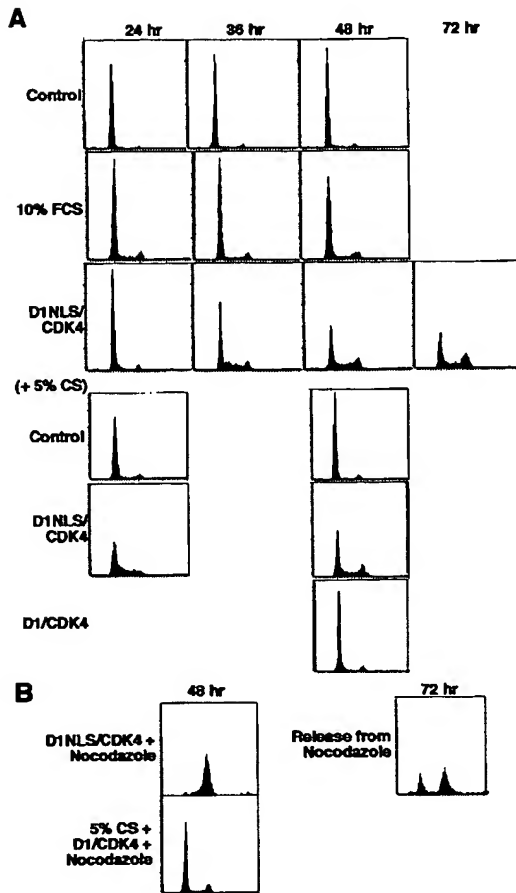 A
24 hr 36 hr 48 hr 72 hr
Control
10% FCS
D1NLS/
CDK4
(+ 5% CS)
Control
D1NLS/
CDK4
D1/CDK4
B
48 hr 72 hr
D1NLS/CDK4 +
Nocodazole
Release from
Nocodazole
5% CS +
D1/CDK4 +
Nocodazole